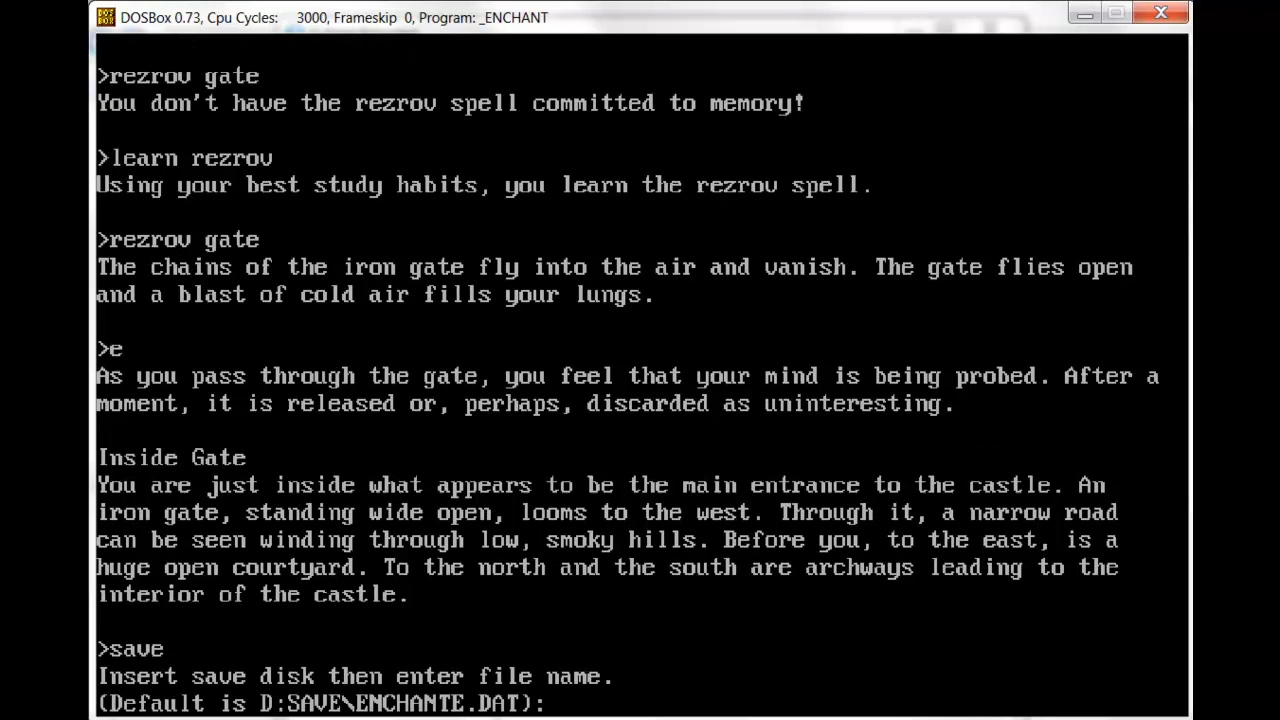 DOSBox 0.73, Cpu Cycles: 3000, Frameskip 0, Program: _ENCHANT
>rezrov gate
You don't have the rezrov spell committed to memory!
>learn rezrov
Using your best study habits, you learn the rezrov spell.
>rezrov gate
The chains of the iron gate fly into the air and vanish. The gate flies open
and a blast of cold air fills your lungs.
>e
As you pass through the gate, you feel that your mind is being probed. After a
moment, it is released or, perhaps, discarded as uninteresting.
Inside Gate
You are just inside what appears to be the main entrance to the castle. An
iron gate, standing wide open, looms to the west. Through it, a narrow road
can be seen winding through low, smoky hills. Before you, to the east, is a
huge open courtyard. To the north and the south are archways leading to the
interior of the castle.
>save
Insert save disk then enter file name.
(Default is D:SAVE\ENCHANTE.DAT):